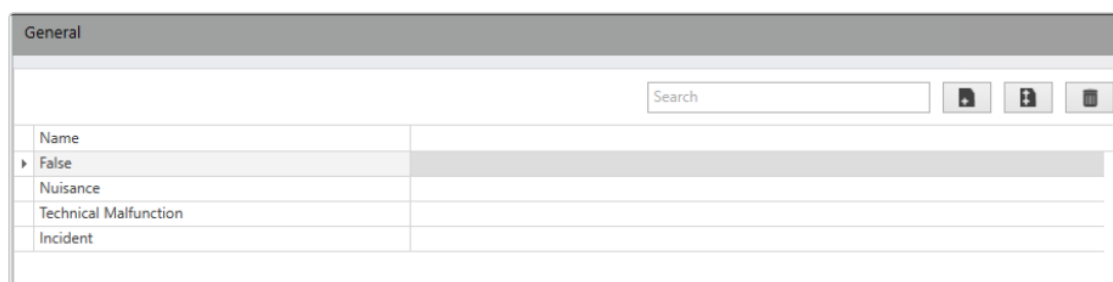 General
Search
Name
False
Nuisance
Technical Malfunction
Incident